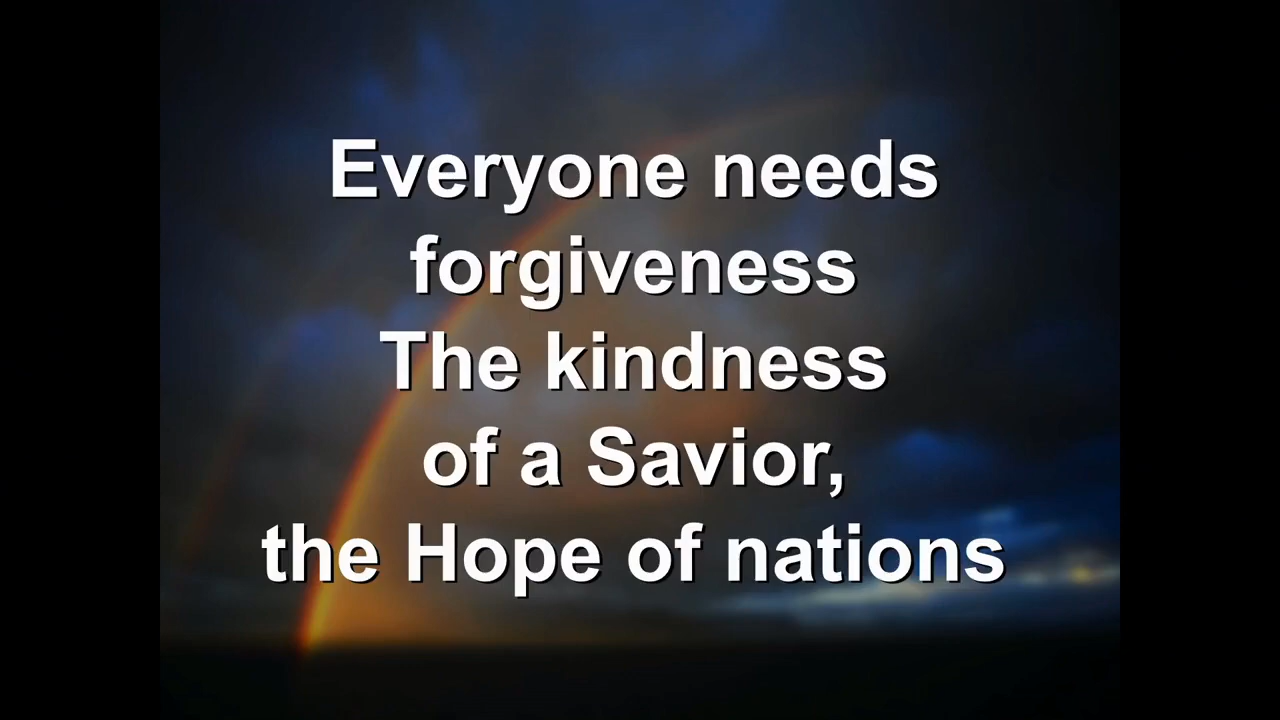 Everyone needs
forgiveness
The kindness
of a Savior,
the Hope of nations